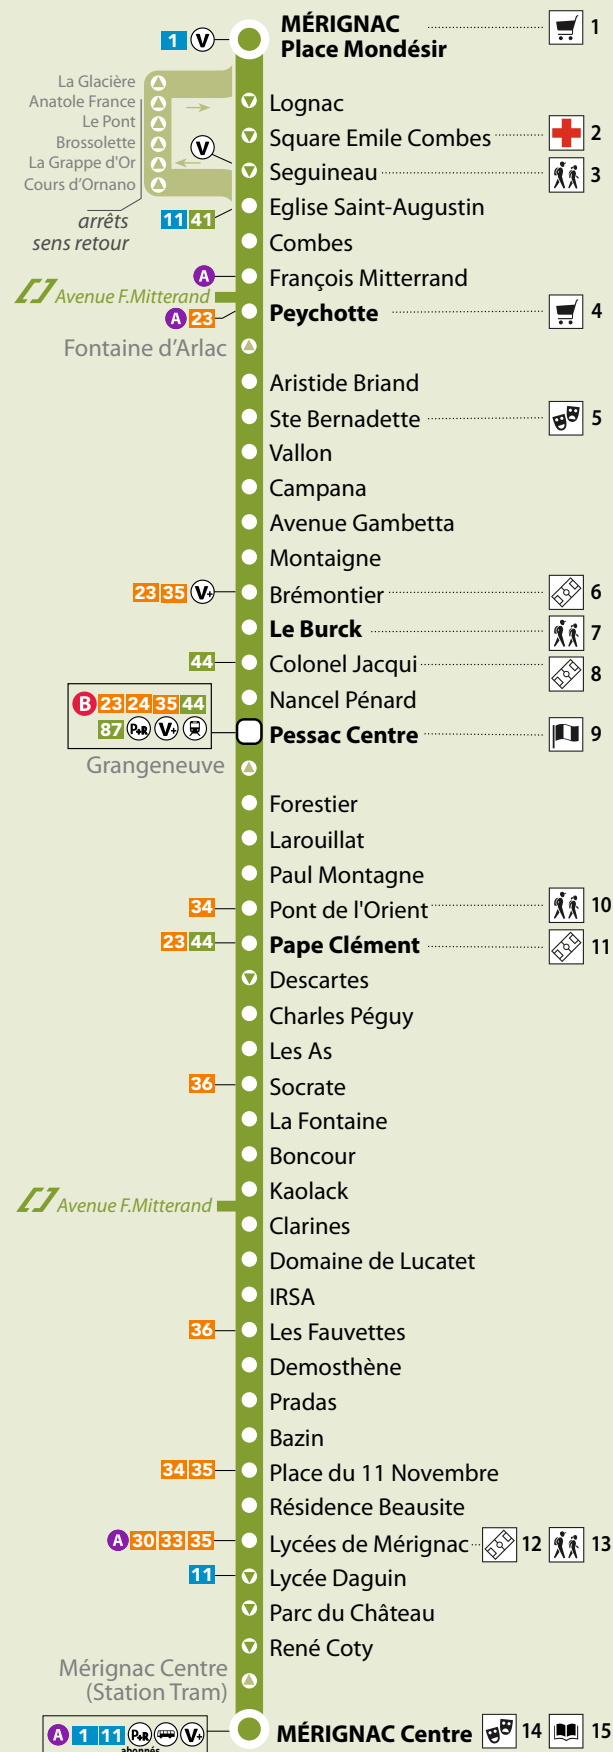 MÉRIGNAC
Place Mondésir
1
1 V
La Glacière
Anatole France
Le Pont
Brossolette
La Grappe d'Or
Cours d'Ornano
arrêts
sens retour
Lognac
Square Emile Combes 2
V
Seguineau 3
11 41 Eglise Saint-Augustin
Combes
A François Mitterrand
Avenue F.Mitterand
A 23 Peychotte 4
Fontaine d'Arlac
Aristide Briand
Ste Bernadette 5
Vallon
Campana
Avenue Gambetta
Montaigne
23 35 V+ Brémontier 6
Le Burck 7
44 Colonel Jacqui 8
Nancel Pénard
B 23 24 35 44
87 P+R V+
Pessac Centre 9
Grangeneuve
Forestier
Larouillat
Paul Montagne
34 Pont de l'Orient 10
23 44 Pape Clément 11
Descartes
Charles Péguy
Les As
36 Socrate
La Fontaine
Boncour
Kaolack
Avenue F.Mitterand
Clarines
Domaine de Lucatet
IRSA
36 Les Fauvettes
Demosthène
Pradas
Bazin
34 35 Place du 11 Novembre
Résidence Beausite
A 30 33 35 Lycées de Mérignac 12 13
11 Lycée Daguin
Parc du Château
René Coty
Mérignac Centre
(Station Tram)
A 1 11 P+R V+ MÉRIGNAC Centre 14 15
abonnés